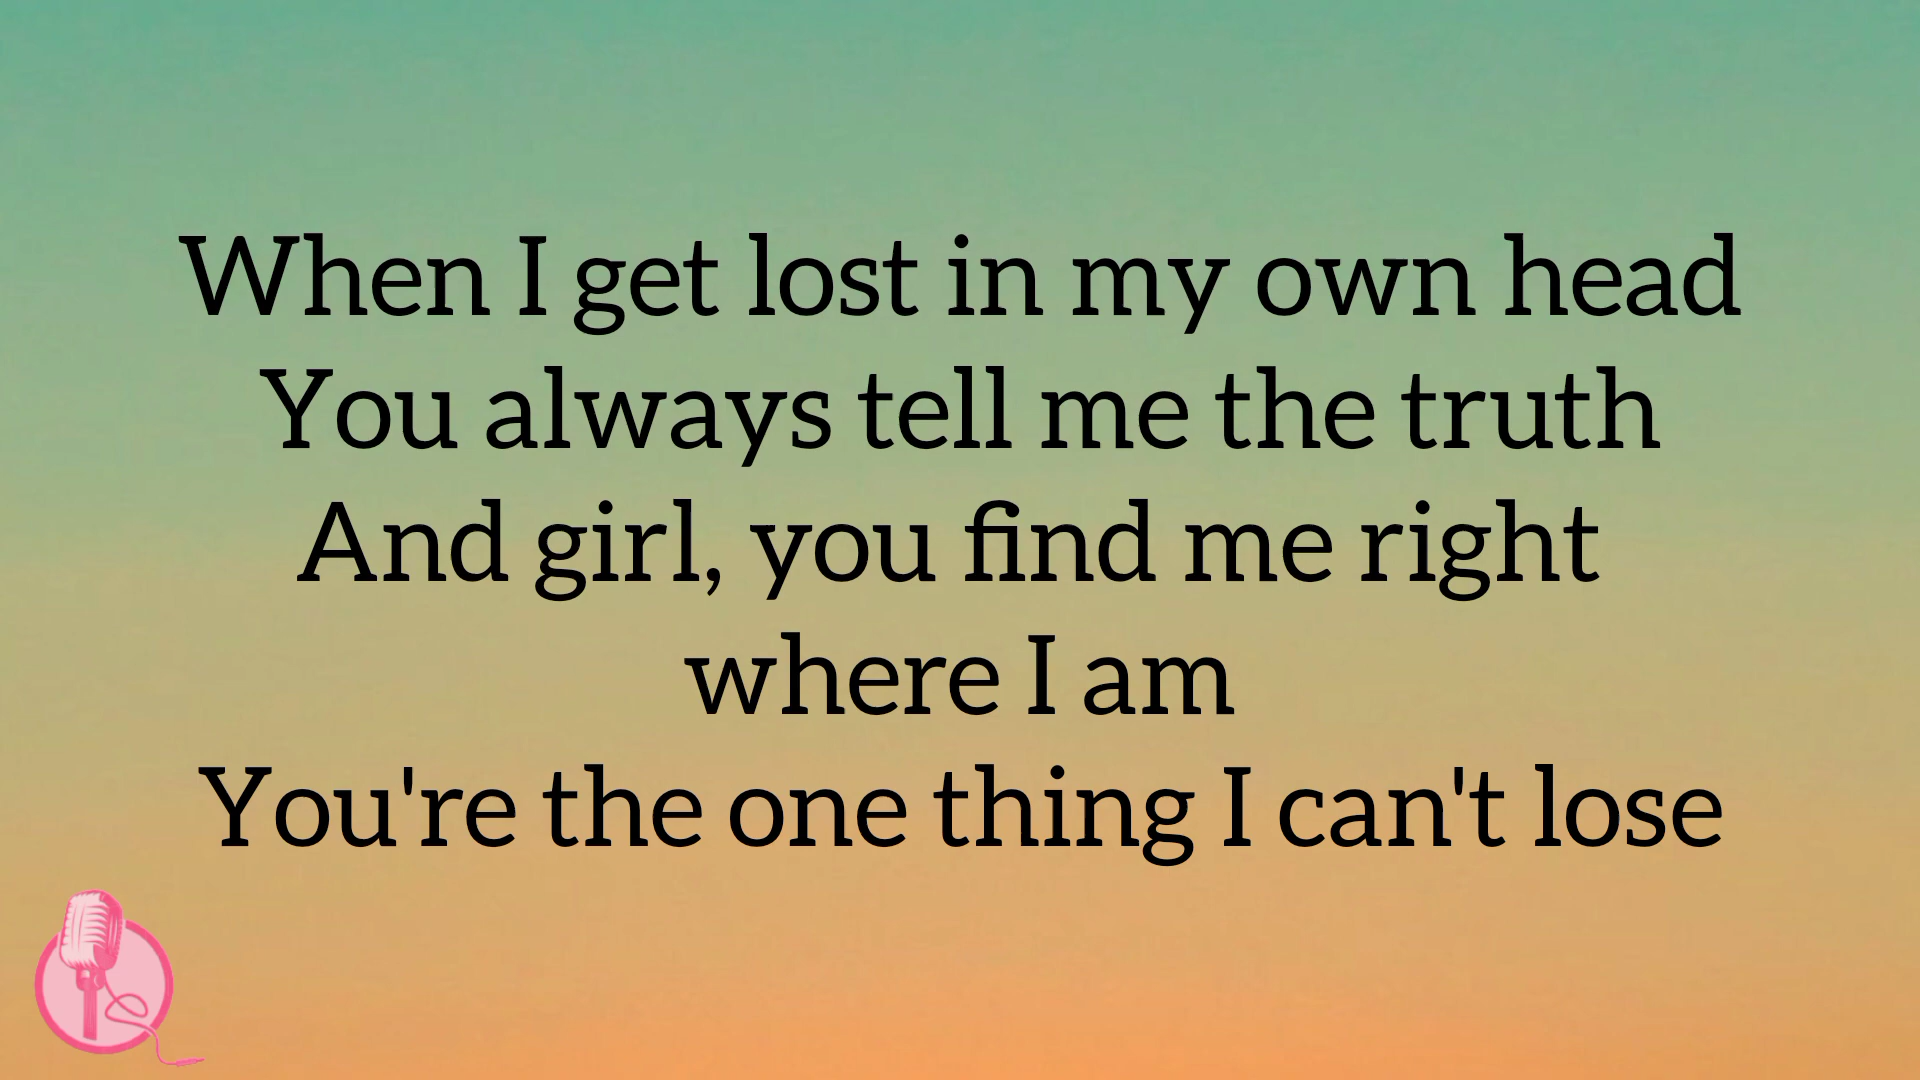 When I get lost in my own head
You always tell me the truth
And girl, you find me right
where I am
You're the one thing I can't lose